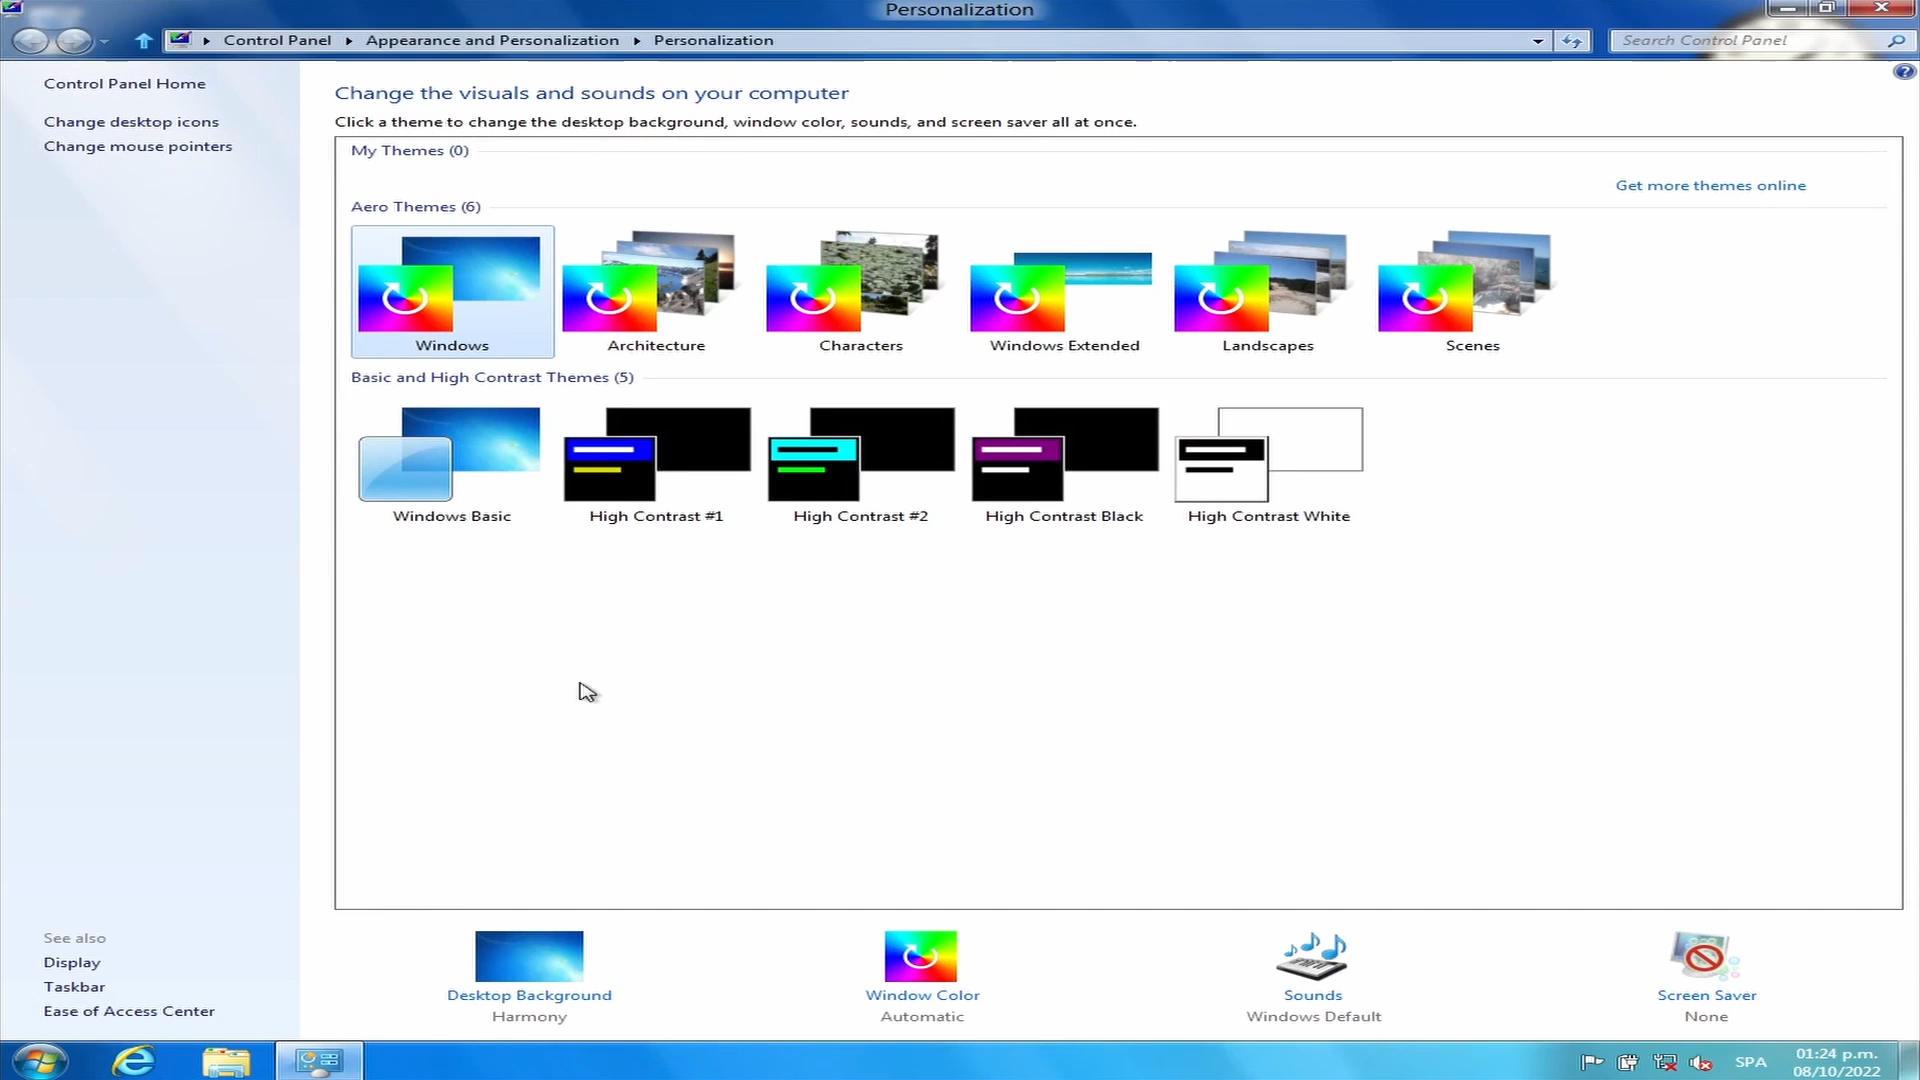 Personalization
Control Panel
Appearance and Personalization
Personalization
Search Control Panel
Control Panel Home
Change desktop icons
Change mouse pointers
Change the visuals and sounds on your computer
Click a theme to change the desktop background, window color, sounds, and screen saver all at once.
My Themes (0)
Get more themes online
Aero Themes (6)
Windows
Architecture
Characters
Windows Extended
Landscapes
Scenes
Basic and High Contrast Themes (5)
Windows Basic
High Contrast #1
High Contrast #2
High Contrast Black
High Contrast White
See also
Display
Taskbar
Ease of Access Center
Desktop Background
Harmony
Window Color
Automatic
Sounds
Windows Default
Screen Saver
None
SPA
01:24 p.m.
08/10/2022